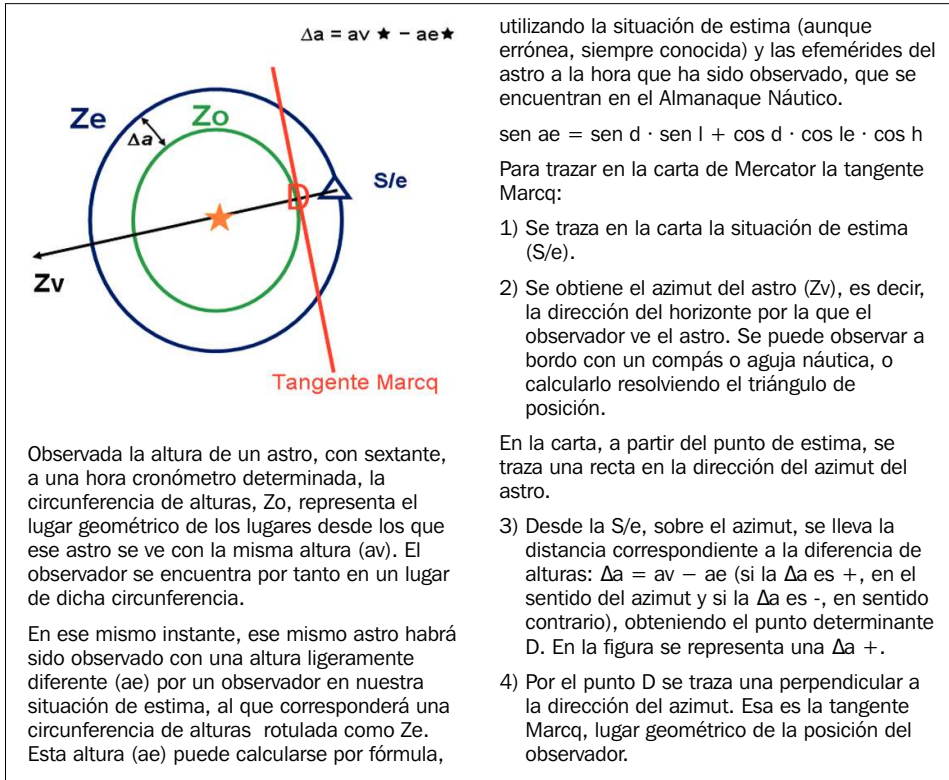 Δa = av ★ − ae★
Ze
Zo
Δa
S/e
D
Zv
Tangente Marcq
Observada la altura de un astro, con sextante,
a una hora cronómetro determinada, la
circunferencia de alturas, Zo, representa el
lugar geométrico de los lugares desde los que
ese astro se ve con la misma altura (av). El
observador se encuentra por tanto en un lugar
de dicha circunferencia.
En ese mismo instante, ese mismo astro habrá
sido observado con una altura ligeramente
diferente (ae) por un observador en nuestra
situación de estima, al que corresponderá una
circunferencia de alturas rotulada como Ze.
Esta altura (ae) puede calcularse por fórmula,
utilizando la situación de estima (aunque
errónea, siempre conocida) y las efemérides del
astro a la hora que ha sido observado, que se
encuentran en el Almanaque Náutico.
sen ae = sen d · sen l + cos d · cos le · cos h
Para trazar en la carta de Mercator la tangente
Marcq:
1) Se traza en la carta la situación de estima
(S/e).
2) Se obtiene el azimut del astro (Zv), es decir,
la dirección del horizonte por la que el
observador ve el astro. Se puede observar a
bordo con un compás o aguja náutica, o
calcularlo resolviendo el triángulo de
posición.
En la carta, a partir del punto de estima, se
traza una recta en la dirección del azimut del
astro.
3) Desde la S/e, sobre el azimut, se lleva la
distancia correspondiente a la diferencia de
alturas: Δa = av − ae (si la Δa es +, en el
sentido del azimut y si la Δa es -, en sentido
contrario), obteniendo el punto determinante
D. En la figura se representa una Δa +.
4) Por el punto D se traza una perpendicular a
la dirección del azimut. Esa es la tangente
Marcq, lugar geométrico de la posición del
observador.